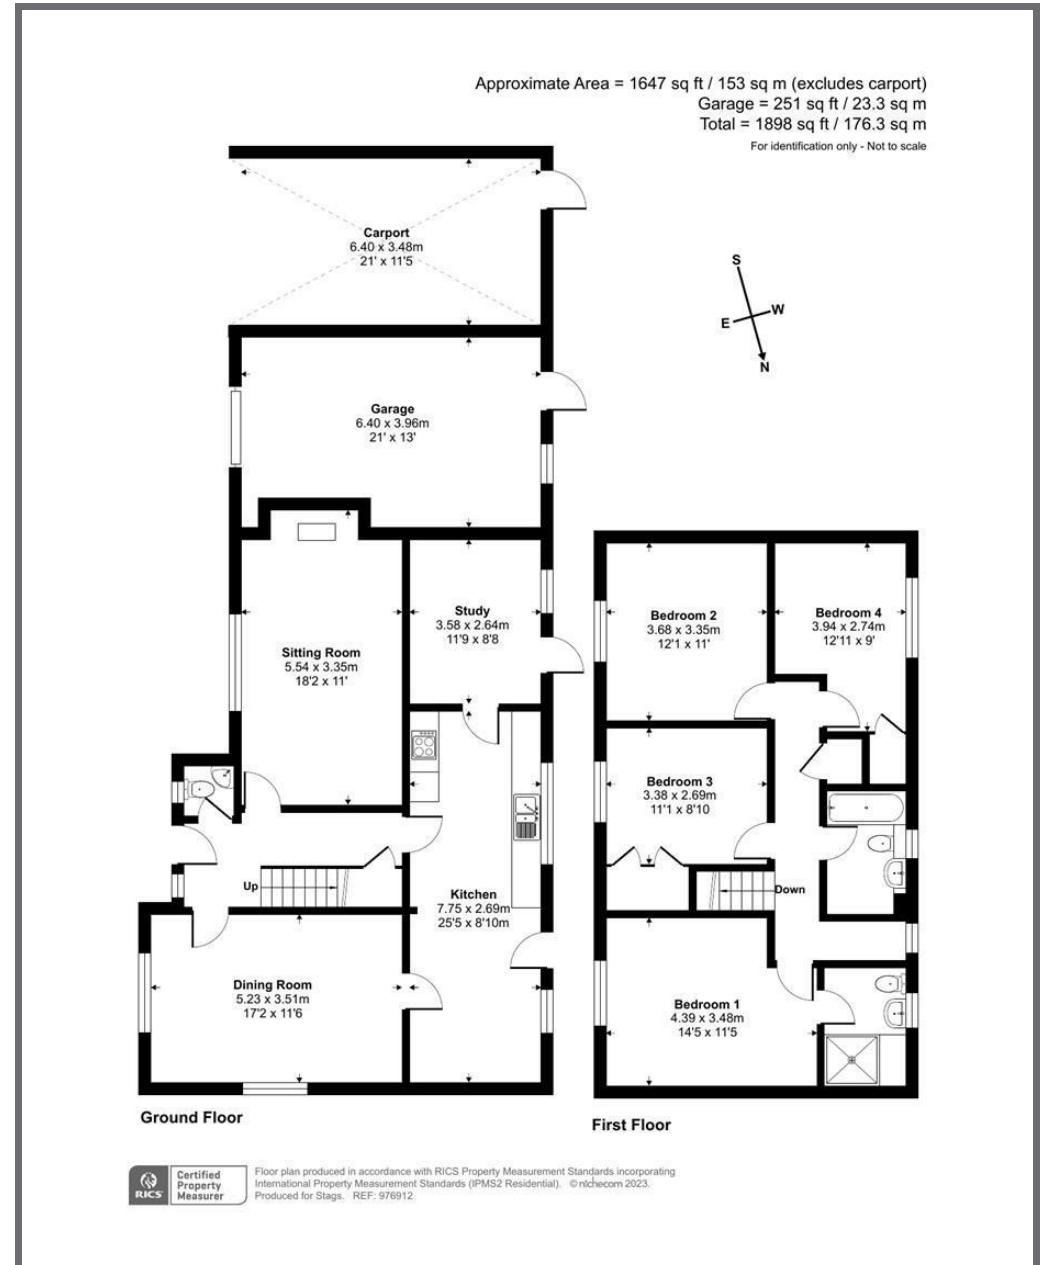 Approximate Area = 1647 sq ft / 153 sq m (excludes carport)
Garage = 251 sq ft / 23.3 sq m
Total = 1898 sq ft / 176.3 sq m
For identification only - Not to scale
Carport
6.40 x 3.48m
21' x 11'5
S
W
E
N
Garage
6.40 x 3.96m
21' x 13'
Study
3.58 x 2.64m
11'9 x 8'8
Sitting Room
5.54 x 3.35m
18'2 x 11'
Up
Kitchen
7.75 x 2.69m
25'5 x 8'10m
Dining Room
5.23 x 3.51m
17'2 x 11'6
Ground Floor
Bedroom 2
3.68 x 3.35m
12'1 x 11'
Bedroom 4
3.94 x 2.74m
12'11 x 9'
Bedroom 3
3.38 x 2.69m
11'1 x 8'10
Down
Bedroom 1
4.39 x 3.48m
14'5 x 11'5
First Floor
RICS
Certified
Property
Measurer
Floor plan produced in accordance with RICS Property Measurement Standards incorporating
International Property Measurement Standards (IPMS2 Residential). © nichecom 2023.
Produced for Stags. REF: 976912